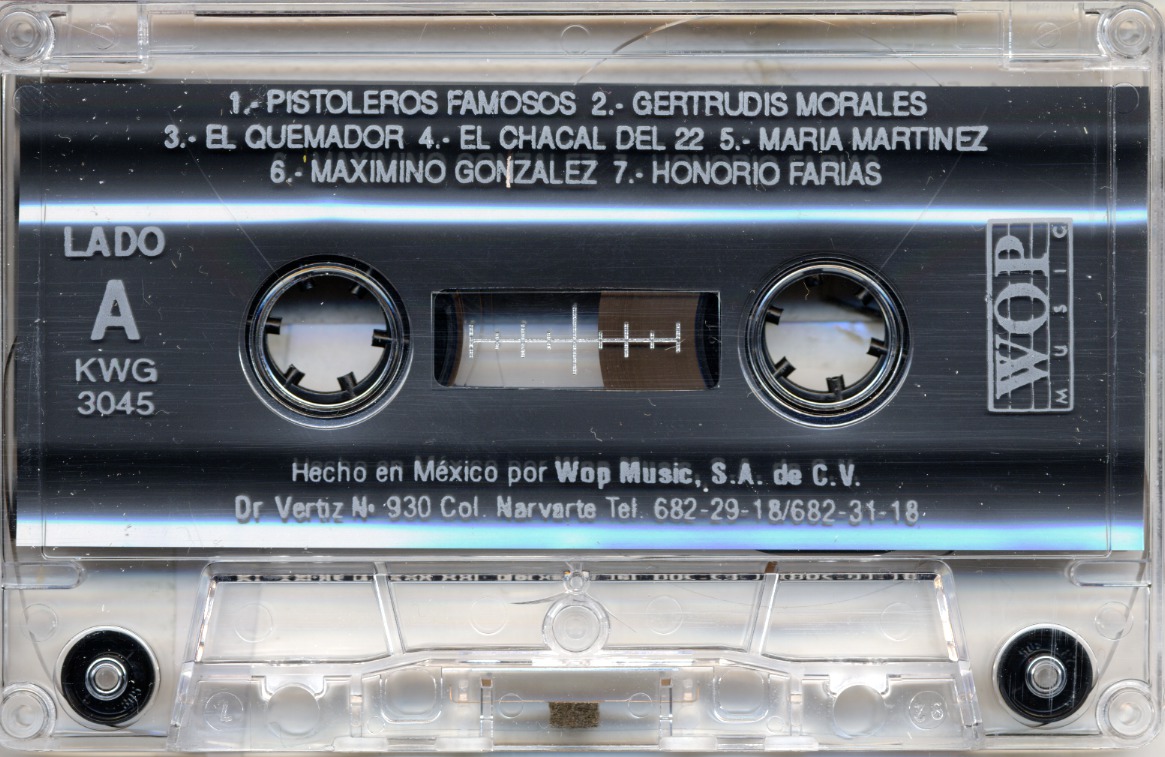 1.- PISTOLEROS FAMOSOS 2.- GERTRUDIS MORALES
3.- EL QUEMADOR 4.- EL CHACAL DEL 22 5.- MARIA MARTINEZ
6.- MAXIMINO GONZALEZ 7.- HONORIO FARIAS
LADO
A
KWG
3045
WOP
MUSIC
Hecho en México por Wop Music, S.A. de C.V.
Dr Vertiz Nº 930 Col. Narvarte Tel. 682-29-18/682-31-18